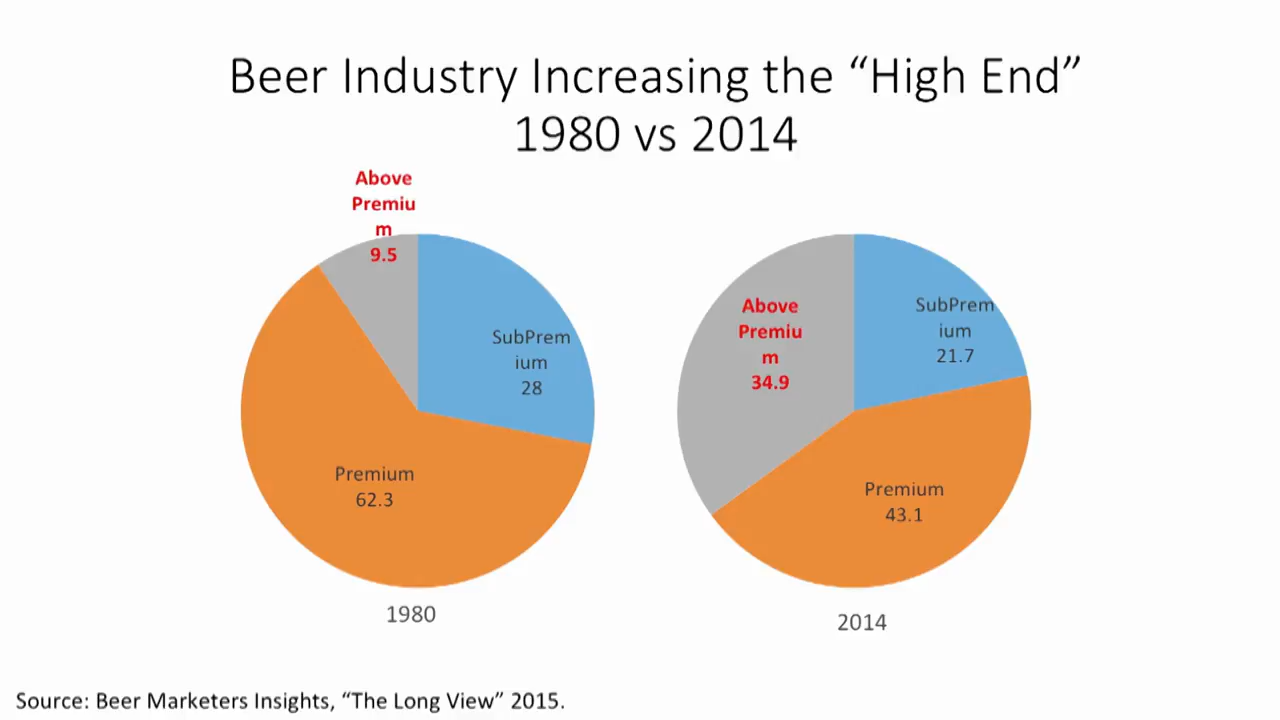 Beer Industry Increasing the “High End”
1980 vs 2014
Above
Premiu
m
9.5
SubPrem
ium
28
Premium
62.3
1980
Above
Premiu
m
34.9
SubPrem
ium
21.7
Premium
43.1
2014
Source: Beer Marketers Insights, “The Long View” 2015.